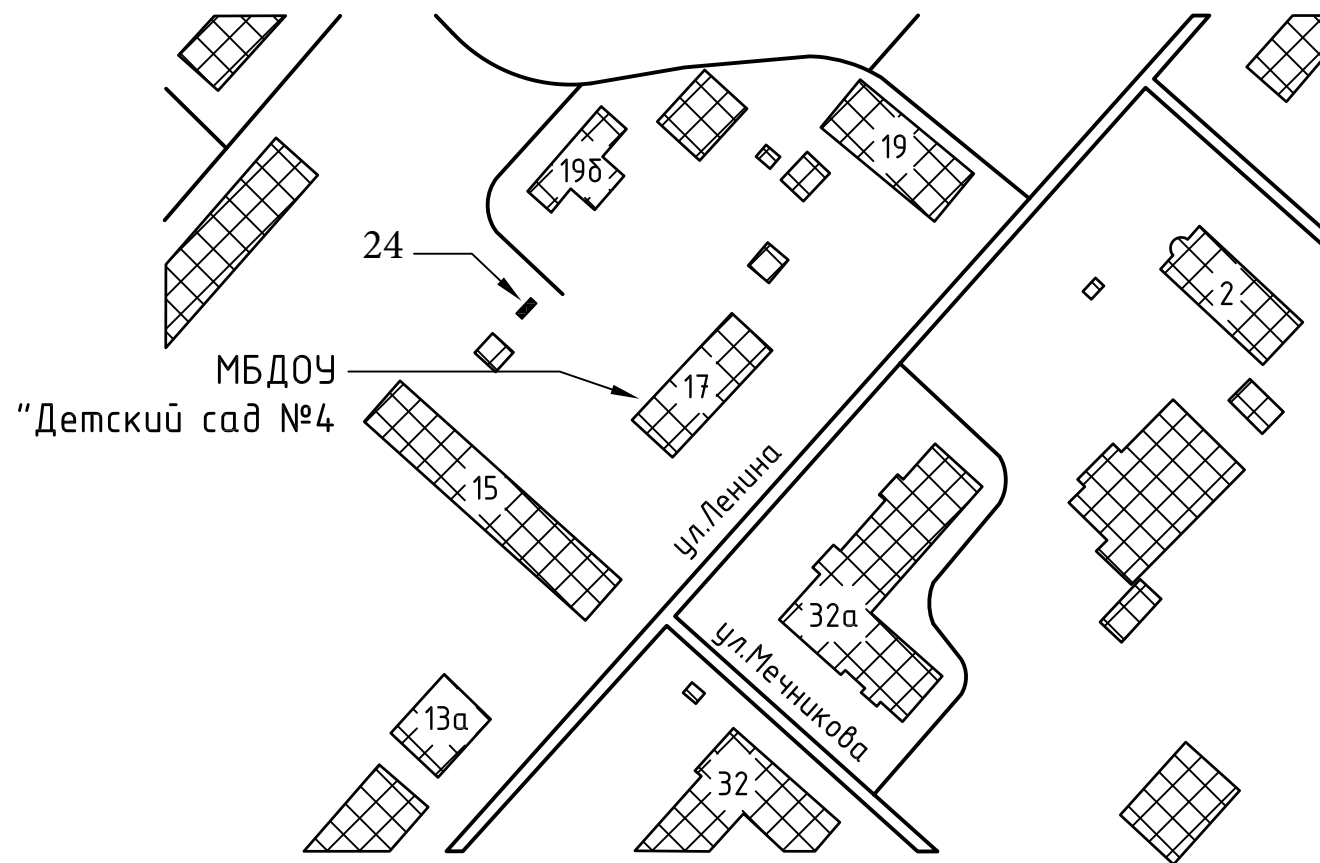 19
19б
24
2
МБДОУ
"Детский сад №4
17
15
ул.Ленина
32а
ул.Мечникова
13а
32